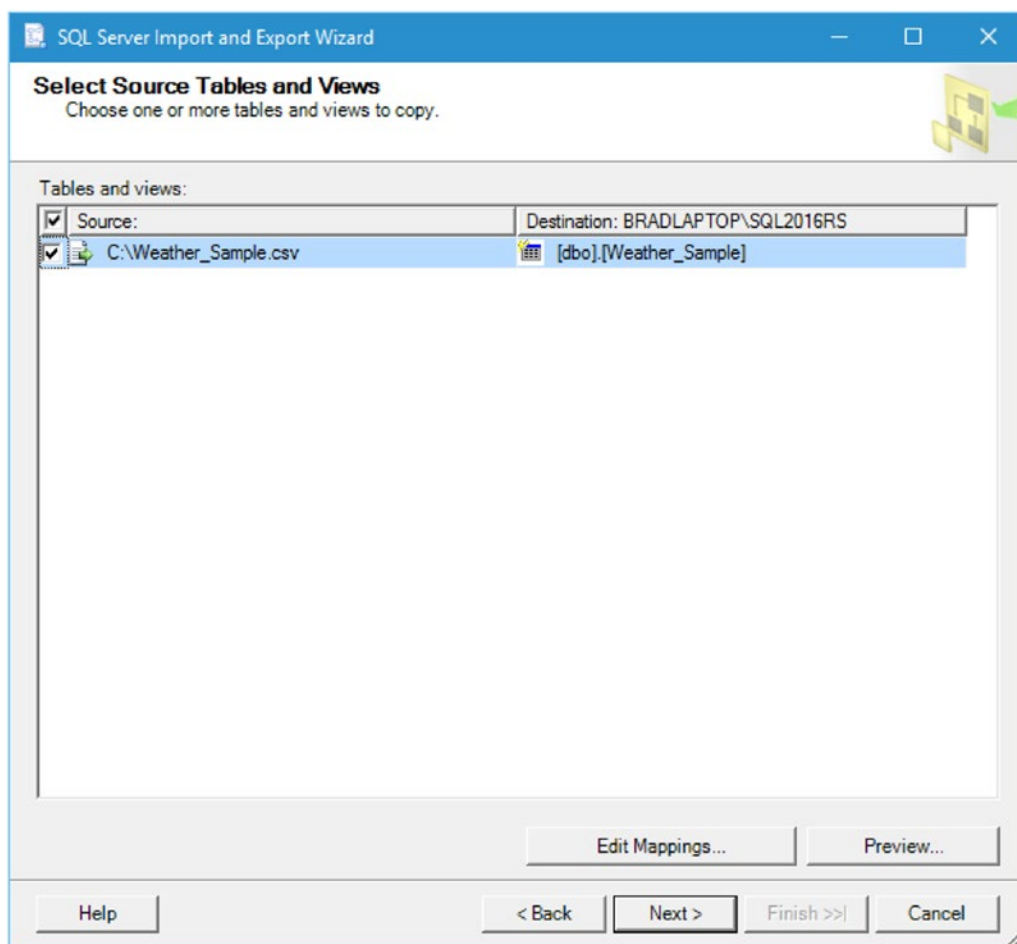 SQL Server Import and Export Wizard
Select Source Tables and Views
Choose one or more tables and views to copy.
Tables and views:
Source: Destination: BRADLAPTOP\SQL2016RS
C:\Weather_Sample.csv [dbo].[Weather_Sample]
Edit Mappings... Preview...
Help < Back Next > Finish >>| Cancel